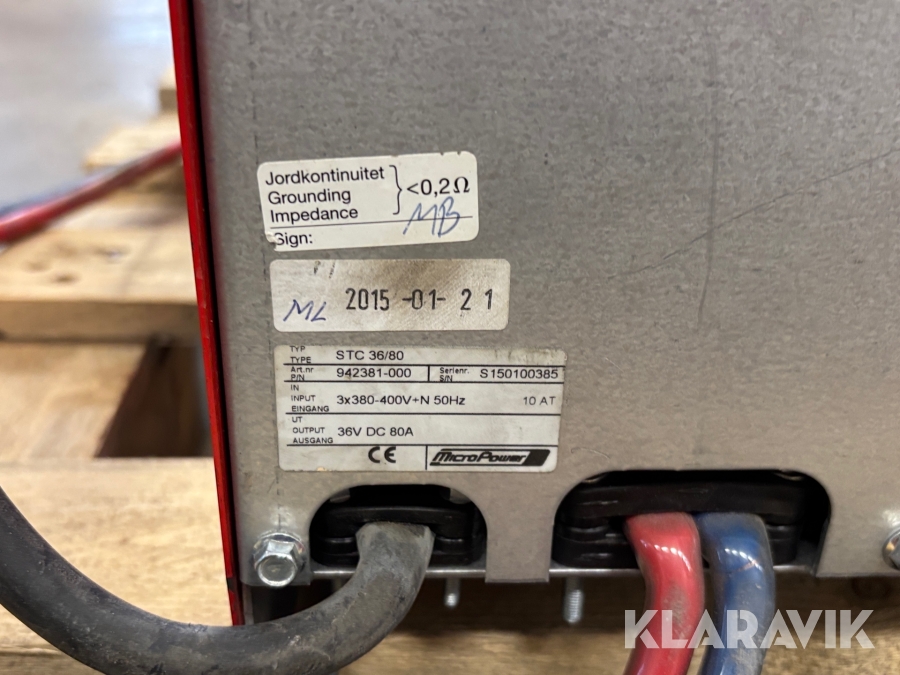 Jordkontinuitet
Grounding
Impedance
<0,2Ω
Sign:
MB
ML 2015-01-21
TYP
TYPE
STC 36/80
Art.nr
P/N
942381-000
Serienr.
S/N
S150100385
IN
INPUT
EINGANG
3x380-400V+N 50Hz
10 AT
UT
OUTPUT
AUSGANG
36V DC 80A
CE
MicroPower
KLARAVIK